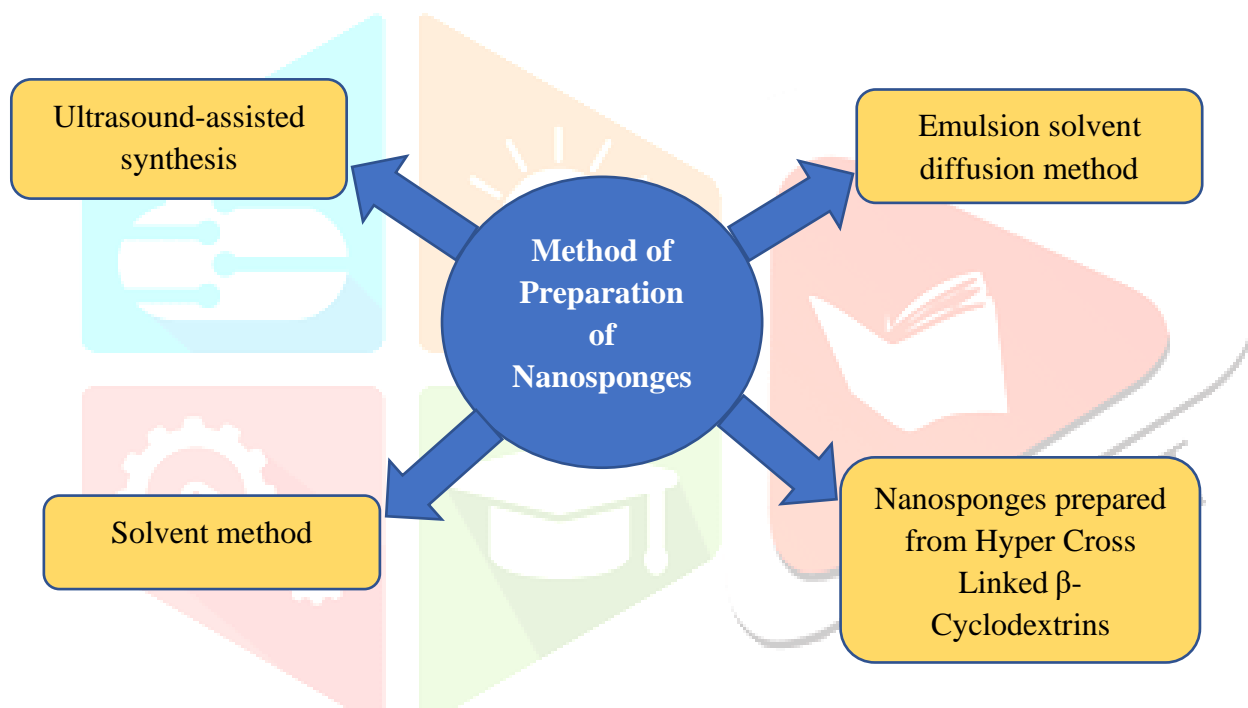 Ultrasound-assisted
synthesis
Emulsion solvent
diffusion method
Method of
Preparation
of
Nanosponges
Solvent method
Nanosponges prepared
from Hyper Cross
Linked β-
Cyclodextrins